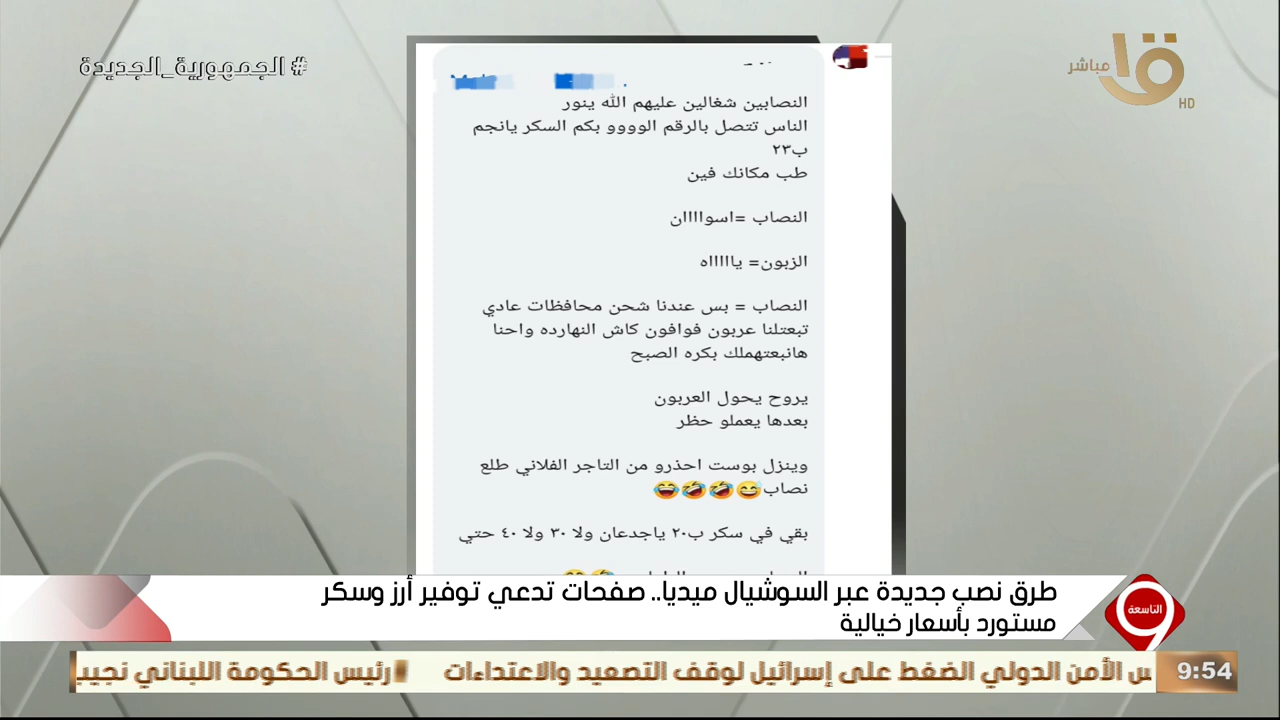 # الجمهورية_الجديدة
مباشر
HD
النصابين شغالين عليهم الله ينور
الناس تتصل بالرقم الوووو بكم السكر يانجم
ب٢٣
طب مكانك فين
النصاب =اسواااان
الزبون= يااااااه
النصاب = بس عندنا شحن محافظات عادي
تبعتلنا عربون فوافون كاش النهارده واحنا
هانبعتهملك بكره الصبح
يروح يحول العربون
بعدها يعملو حظر
وينزل بوست احذرو من التاجر الفلاني طلع
نصاب😅🤣🤣😂
بقي في سكر ب٢٠ ياجدعان ولا ٣٠ ولا ٤٠ حتي
طرق نصب جديدة عبر السوشيال ميديا.. صفحات تدعي توفير أرز وسكر
مستورد بأسعار خيالية
التاسعة
9
س الأمن الدولي الضغط على إسرائيل لوقف التصعيد والاعتداءات
رئيس الحكومة اللبناني نجيب
9:54